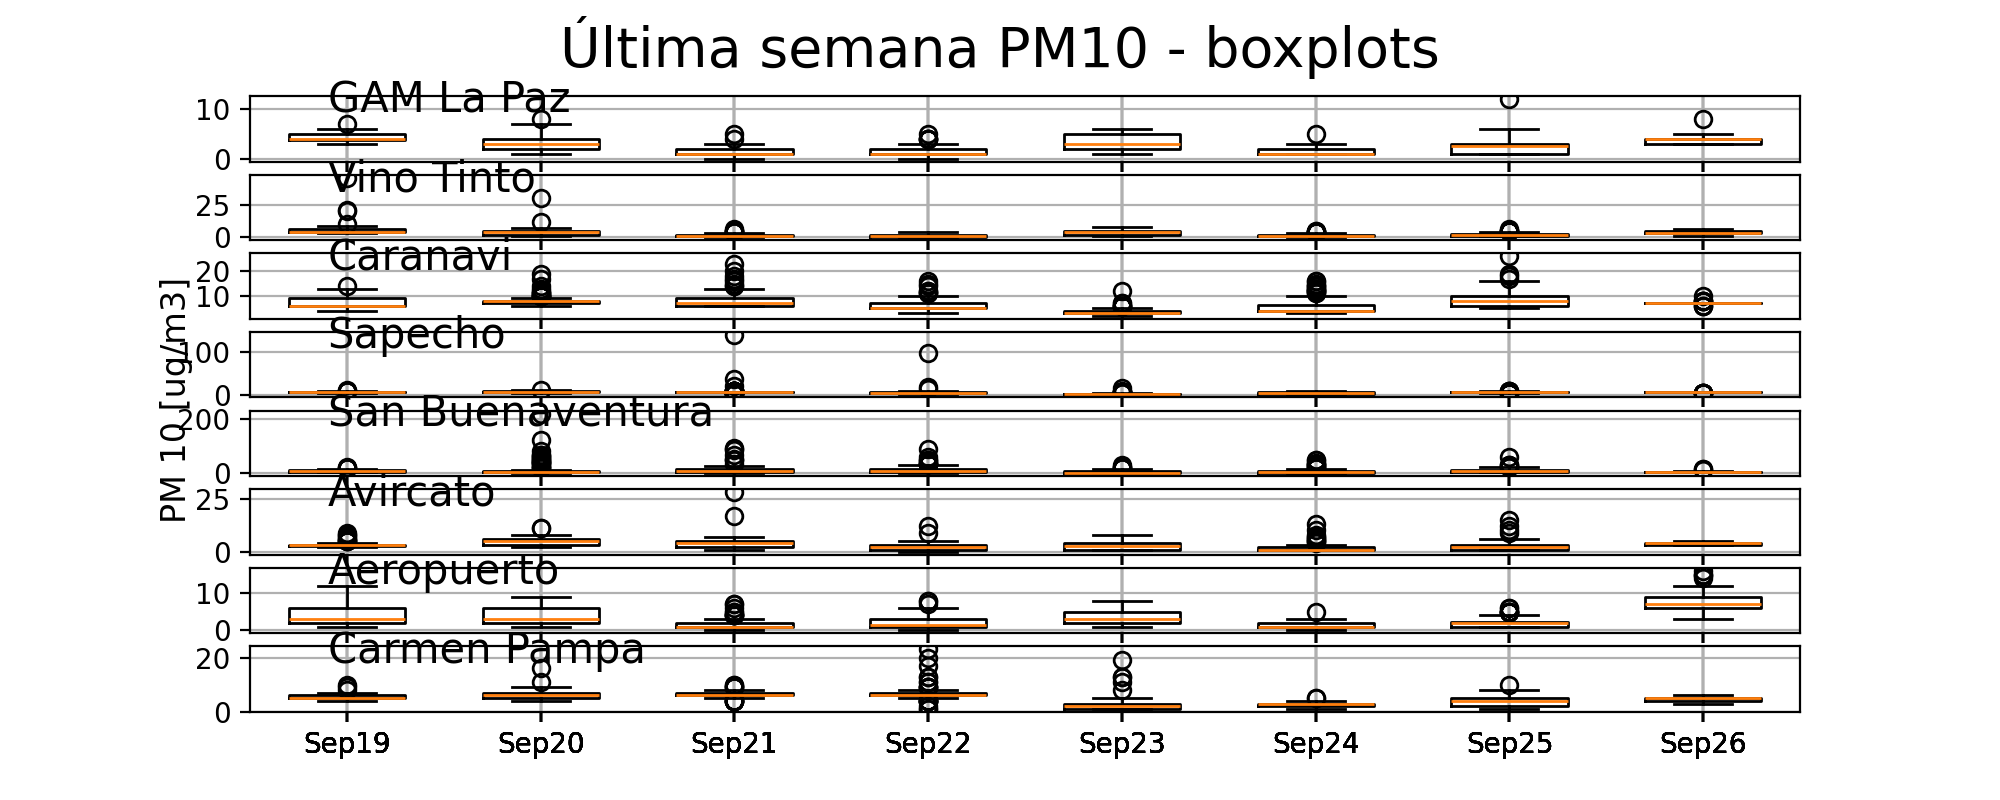 Última semana PM10 - boxplots
GAM La Paz
10
0
Vino Tinto
25
0
Caranavi
20
10
Sapecho
100
0
San Buenaventura
200
0
Avircato
25
0
Aeropuerto
10
0
Carmen Pampa
20
0
PM 10 [ug/m3]
Sep19 Sep20 Sep21 Sep22 Sep23 Sep24 Sep25 Sep26